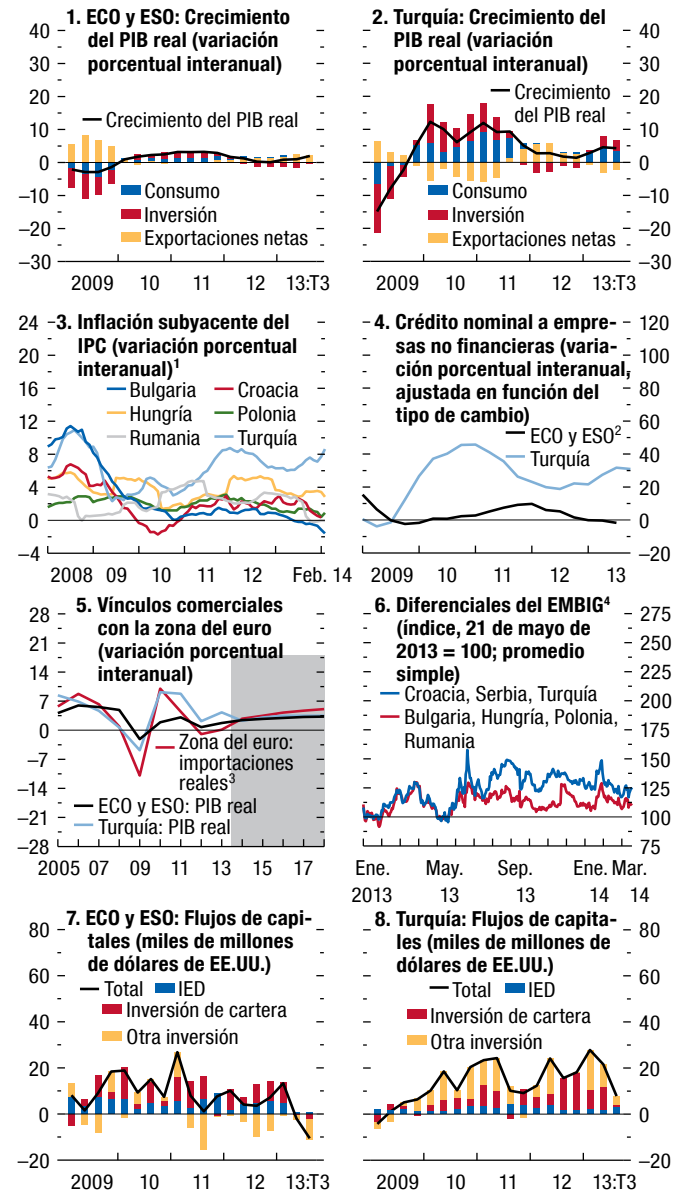 1. ECO y ESO: Crecimiento
del PIB real (variación
porcentual interanual)
40
30
20
10
0
–10
–20
–30
Crecimiento del PIB real
Consumo
Inversión
Exportaciones netas
2009 10 11 12 13:T3
2. Turquía: Crecimiento del
PIB real (variación
porcentual interanual)
40
30
20
10
0
–10
–20
–30
Crecimiento
del PIB real
Consumo
Inversión
Exportaciones netas
2009 10 11 12 13:T3
3. Inflación subyacente del
IPC (variación porcentual
interanual)1
24
20
16
12
8
4
0
–4
Bulgaria Croacia
Hungría Polonia
Rumania Turquía
2008 09 10 11 12 Feb. 14
4. Crédito nominal a empre-
sas no financieras (varia-
ción porcentual interanual,
ajustada en función del
tipo de cambio)
120
100
80
60
40
20
0
–20
ECO y ESO2
Turquía
2009 10 11 12 13
5. Vínculos comerciales
con la zona del euro
(variación porcentual
interanual)
28
21
14
7
0
–7
–14
–21
–28
Zona del euro:
importaciones
reales3
ECO y ESO: PIB real
Turquía: PIB real
2005 07 09 11 13 15 17
6. Diferenciales del EMBIG4
(índice, 21 de mayo de
2013 = 100; promedio
simple)
275
250
225
200
175
150
125
100
75
Croacia, Serbia, Turquía
Bulgaria, Hungría, Polonia,
Rumania
Ene. May. Sep. Ene. Mar.
2013 13 13 14 14
7. ECO y ESO: Flujos de capi-
tales (miles de millones
de dólares de EE.UU.)
80
60
40
20
0
–20
Total IED
Inversión de cartera
Otra inversión
2009 10 11 12 13:T3
8. Turquía: Flujos de capita-
les (miles de millones de
dólares de EE.UU.)
80
60
40
20
0
–20
Total IED
Inversión de cartera
Otra inversión
2009 10 11 12 13:T3